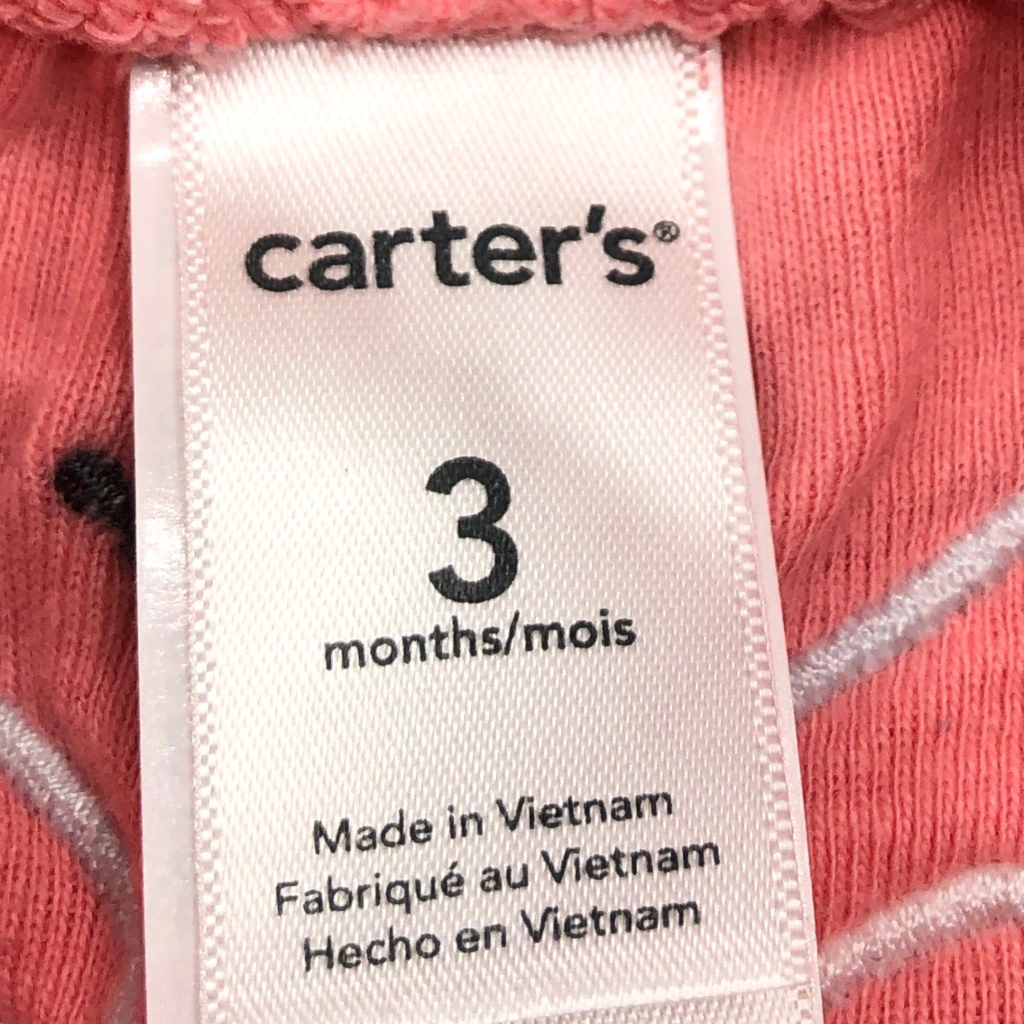 carter's®
3
months/mois
Made in Vietnam
Fabriqué au Vietnam
Hecho en Vietnam